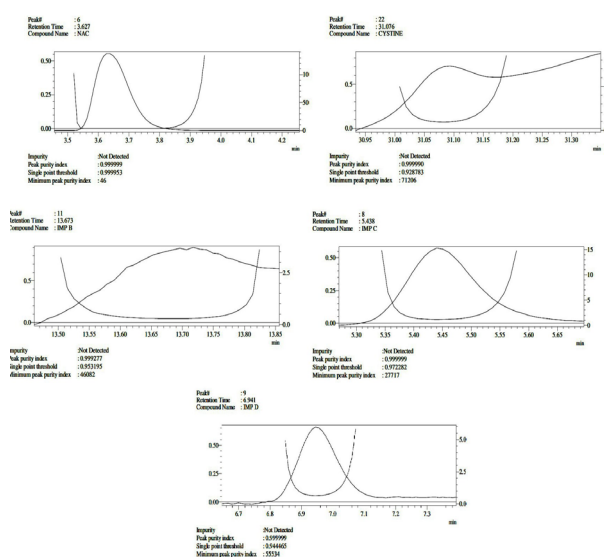 Peak# : 6
Retention Time : 3.627
Compound Name : NAC
0.50
0.25
0.00
10
50
0
3.5 3.6 3.7 3.8 3.9 4.0 4.1 4.2
min
Impurity :Not Detected
Peak purity index : 0.999999
Single point threshold : 0.999953
Minimum peak purity index : 46
Peak# : 22
Retention Time : 31.076
Compound Name : CYSTINE
0.5
0.0
30.95 31.00 31.05 31.10 31.15 31.20 31.25 31.30
min
Impurity :Not Detected
Peak purity index : 0.999990
Single point threshold : 0.928783
Minimum peak purity index : 71206
Peak# : 11
Retention Time : 13.673
Compound Name : IMP B
0.5
0.0
2.5
0.0
13.50 13.55 13.60 13.65 13.70 13.75 13.80 13.85
min
mpurity :Not Detected
Peak purity index : 0.999277
Single point threshold : 0.953195
Minimum peak purity index : 46082
Peak# : 8
Retention Time : 5.438
Compound Name : IMP C
0.50
0.25
0.00
15
10
5
0
5.30 5.35 5.40 5.45 5.50 5.55 5.60 5.65
min
Impurity :Not Detected
Peak purity index : 0.999999
Single point threshold : 0.972282
Minimum peak purity index : 27717
Peak# : 9
Retention Time : 6.941
Compound Name : IMP D
0.50
0.25
0.00
5.0
2.5
0.0
6.7 6.8 6.9 7.0 7.1 7.2 7.3
min
Impurity :Not Detected
Peak purity index : 0.999999
Single point threshold : 0.944465
Minimum peak purity index : 55534